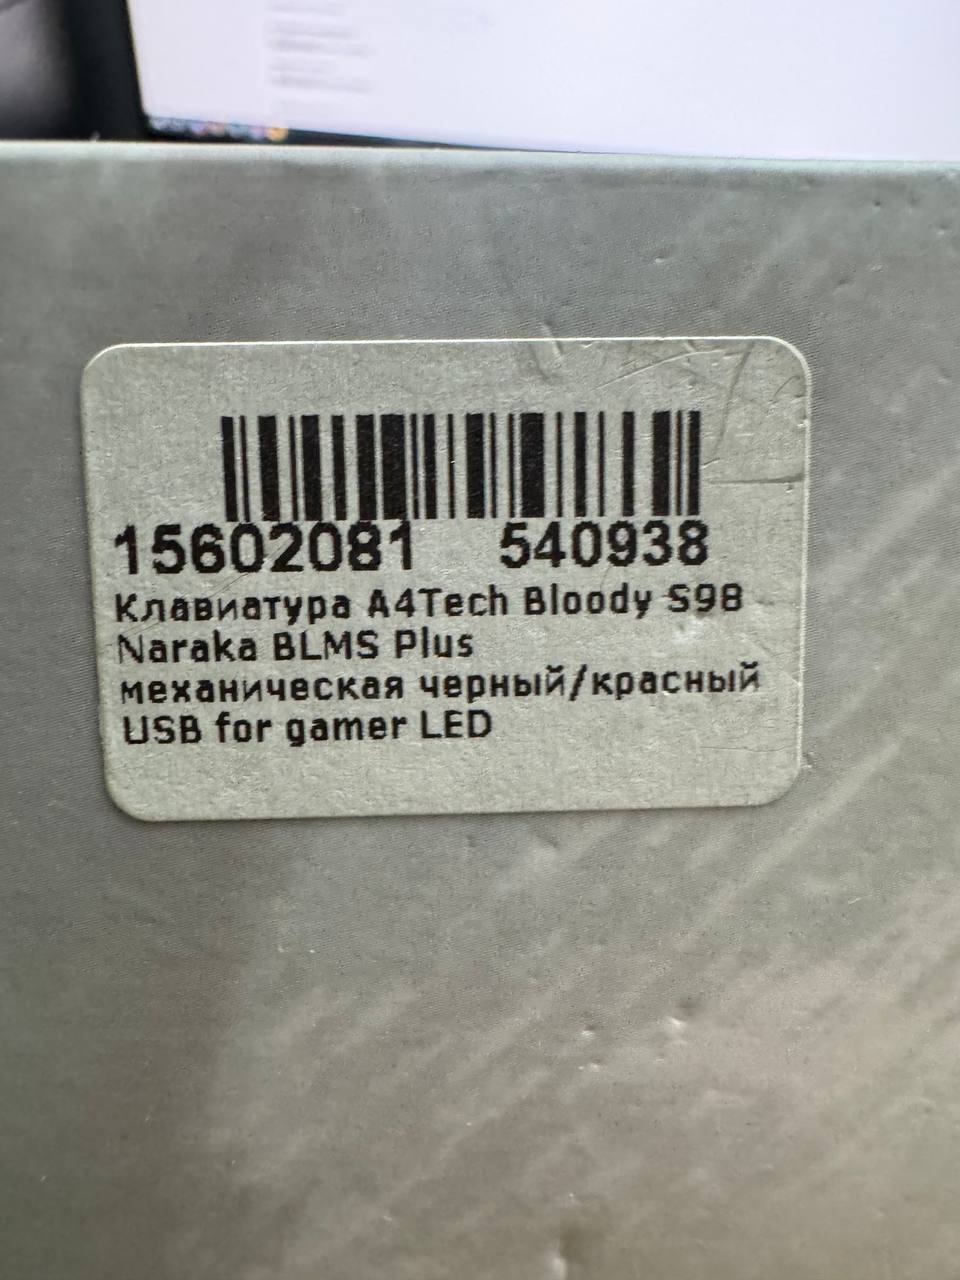 15602081 540938
Клавиатура A4Tech Bloody S98
Naraka BLMS Plus
механическая черный/красный
USB for gamer LED